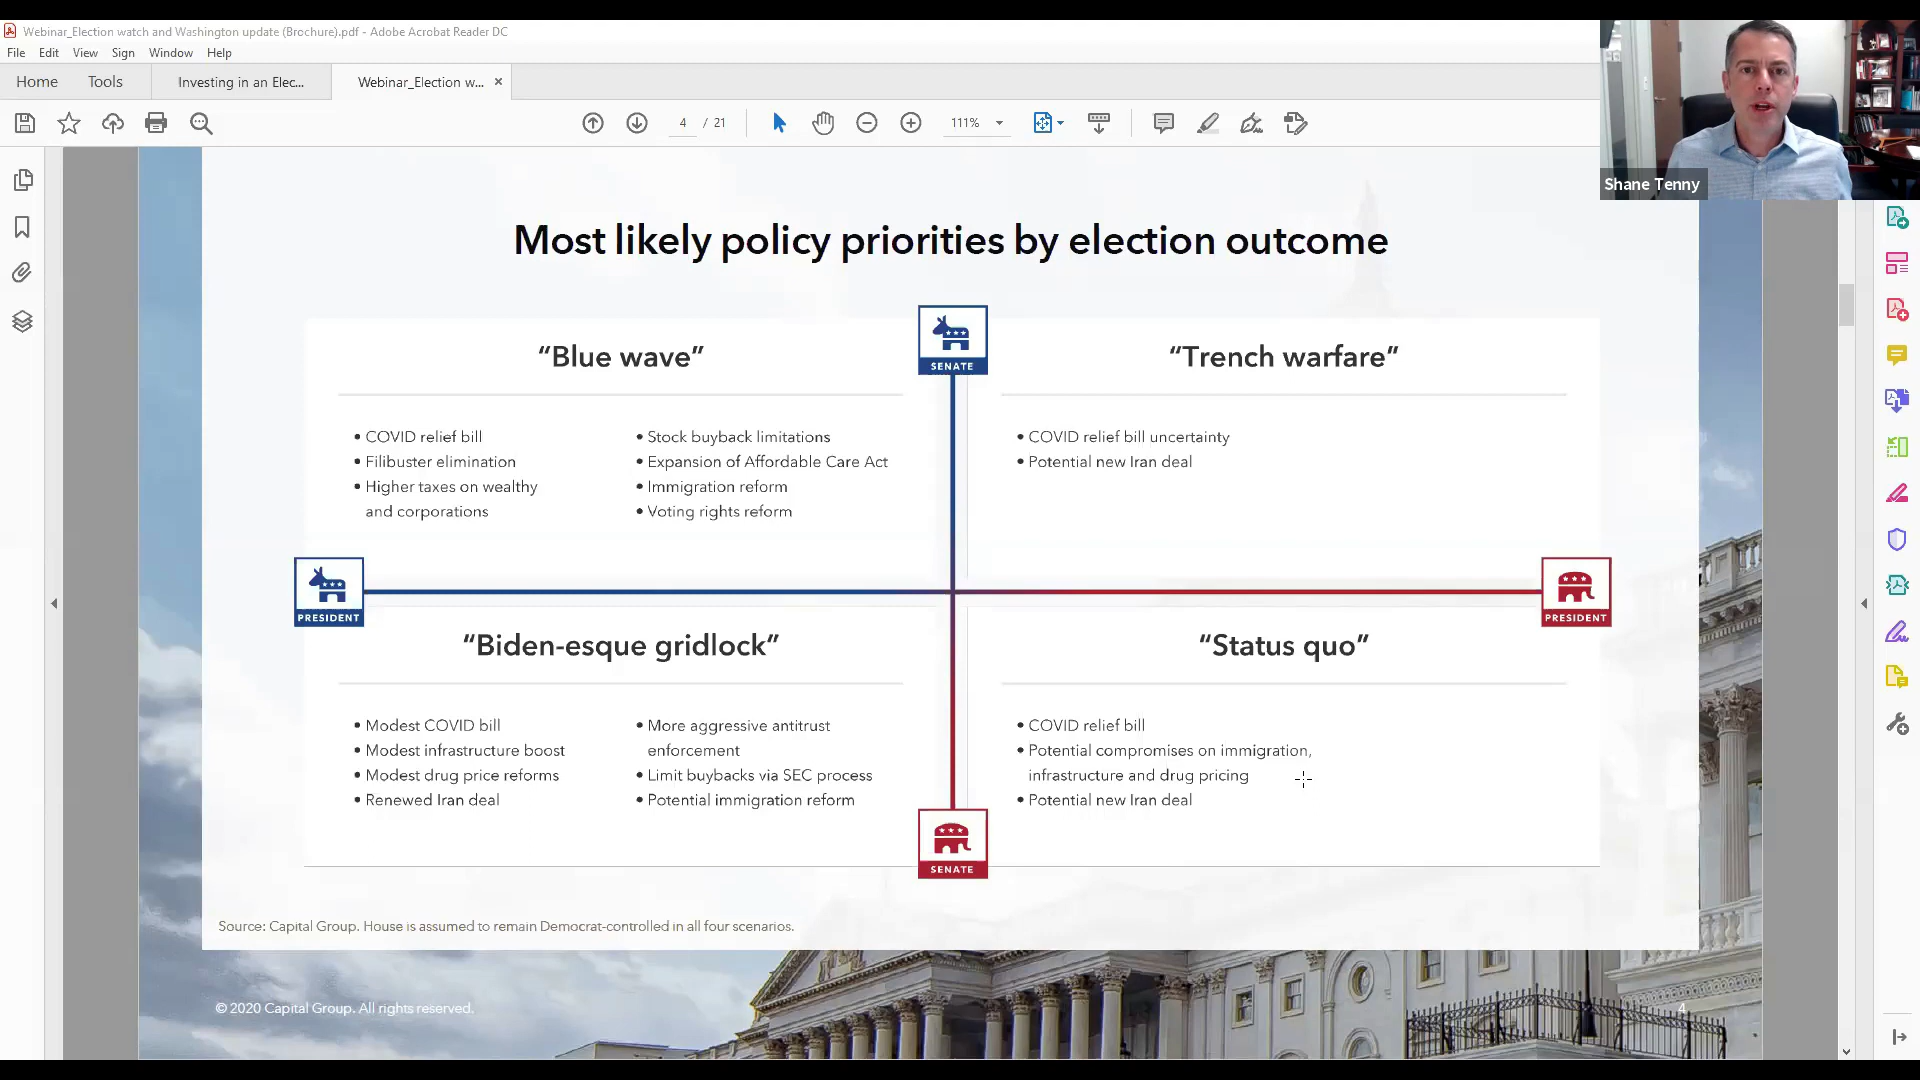 Webinar_Election watch and Washington update (Brochure).pdf - Adobe Acrobat Reader DC
File Edit View Sign Window Help
Home Tools Investing in an Elec... Webinar_Election w... ×
4 / 21 111%
Shane Tenny
Most likely policy priorities by election outcome
SENATE
“Blue wave”
• COVID relief bill
• Filibuster elimination
• Higher taxes on wealthy
and corporations
• Stock buyback limitations
• Expansion of Affordable Care Act
• Immigration reform
• Voting rights reform
“Trench warfare”
• COVID relief bill uncertainty
• Potential new Iran deal
PRESIDENT
PRESIDENT
“Biden-esque gridlock”
• Modest COVID bill
• Modest infrastructure boost
• Modest drug price reforms
• Renewed Iran deal
• More aggressive antitrust
enforcement
• Limit buybacks via SEC process
• Potential immigration reform
“Status quo”
• COVID relief bill
• Potential compromises on immigration,
infrastructure and drug pricing
• Potential new Iran deal
SENATE
Source: Capital Group. House is assumed to remain Democrat-controlled in all four scenarios.
© 2020 Capital Group. All rights reserved.
4